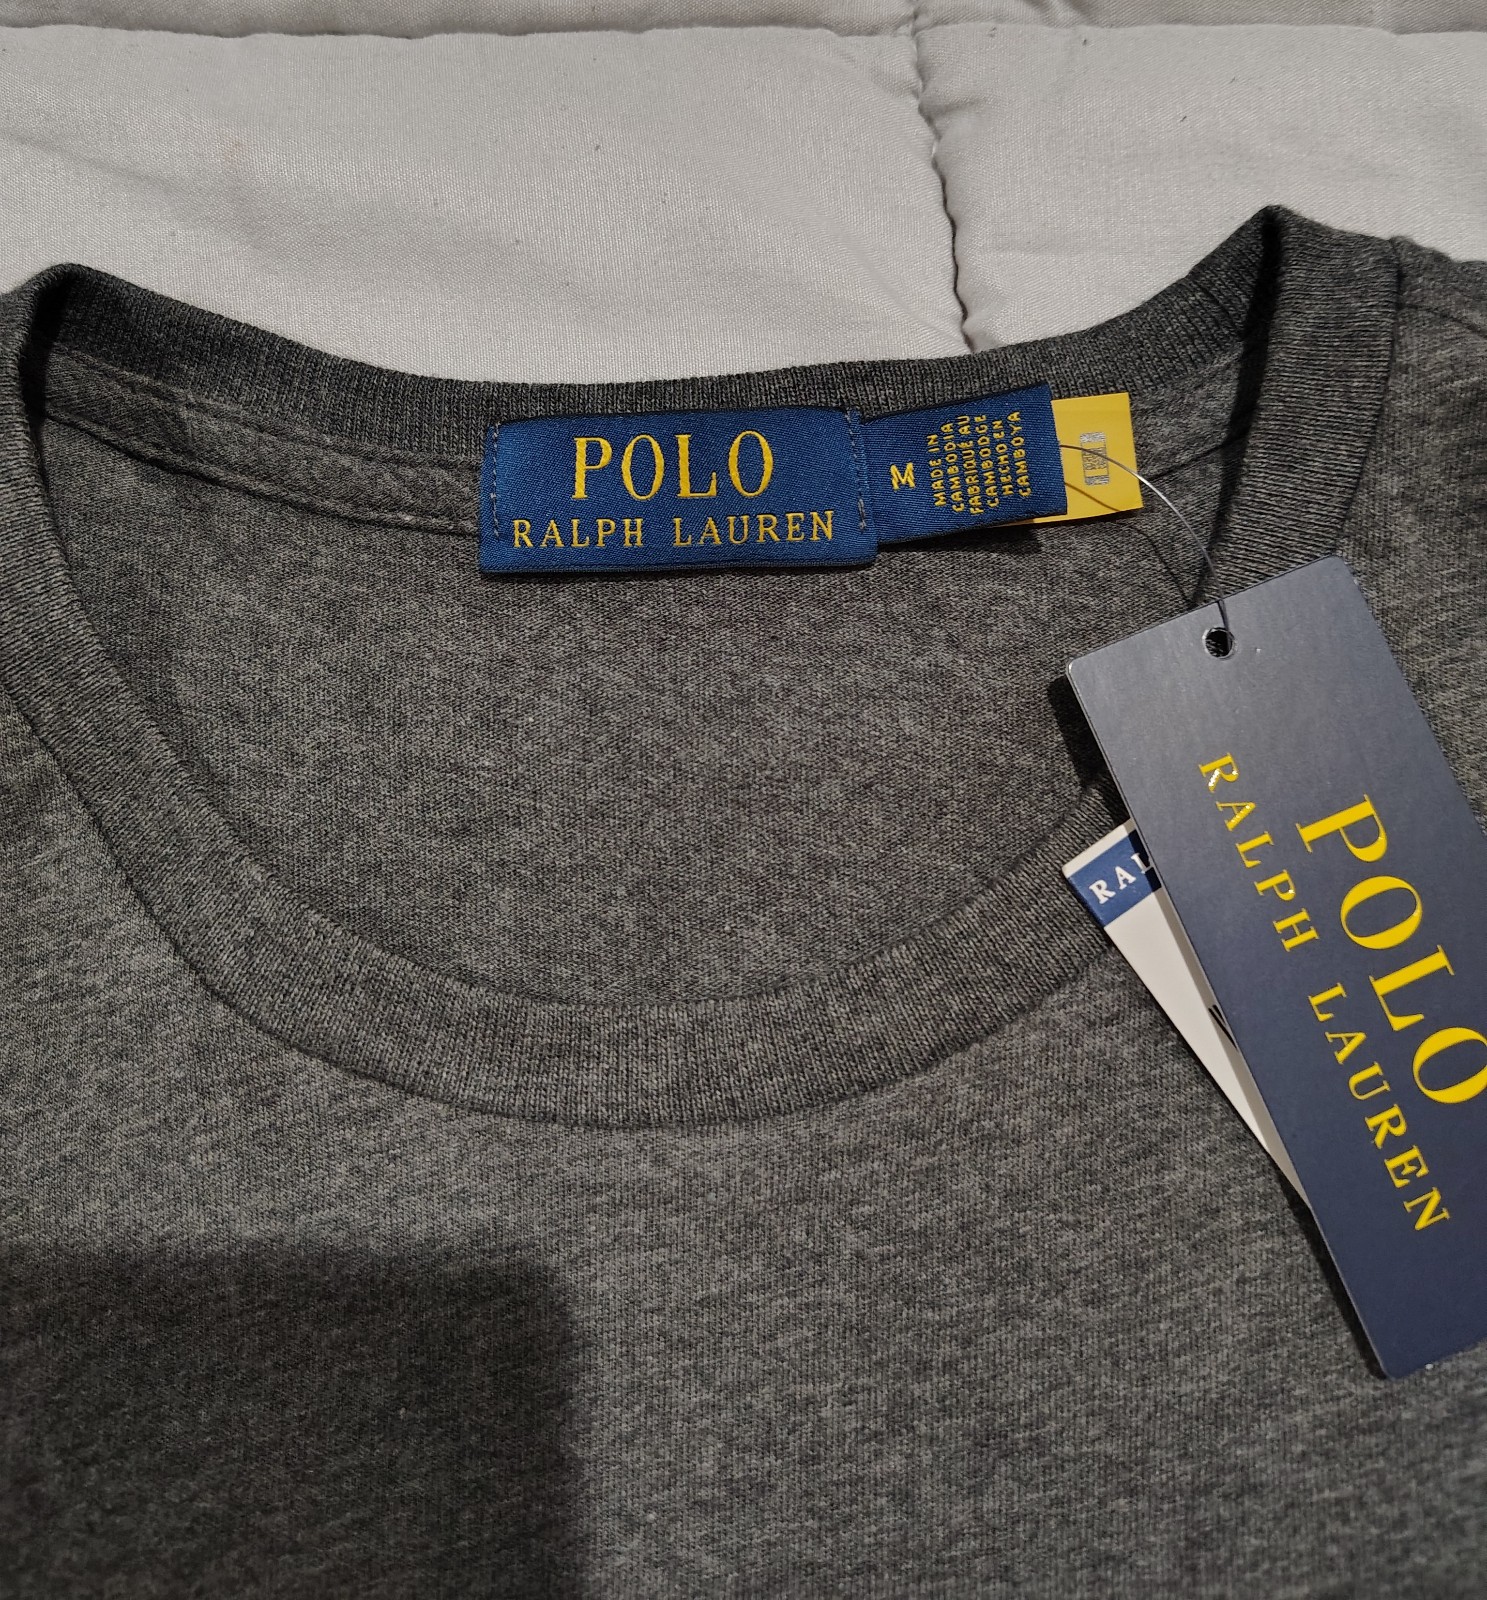 POLO
RALPH LAUREN
M
MADE IN
CAMBODIA
FABRIQUÉ AU
CAMBODGE
HECHO EN
CAMBOYA
POLO
RALPH LAUREN
RAL